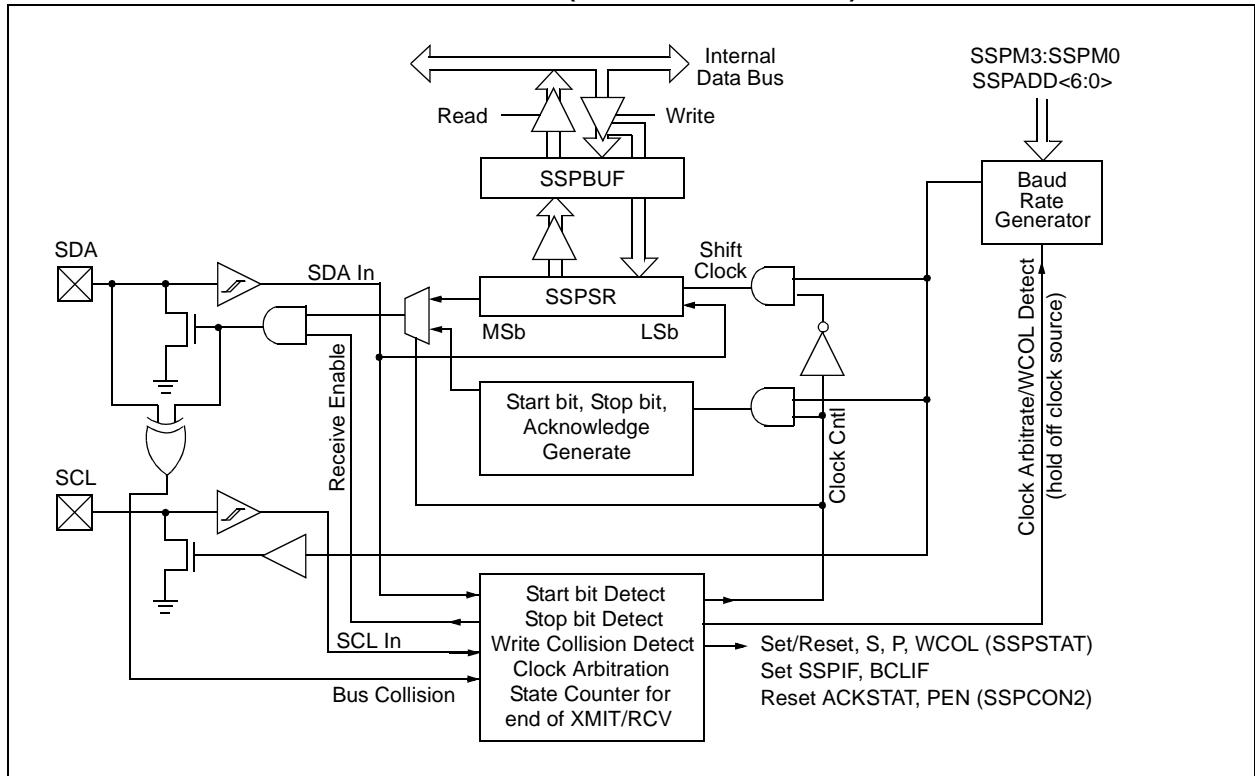 Internal
Data Bus
SSPM3:SSPM0
SSPADD<6:0>
Read
Write
SSPBUF
Baud
Rate
Generator
SDA
SDA In
Shift
Clock
SSPSR
MSb
LSb
Clock Arbitrate/WCOL Detect
(hold off clock source)
Start bit, Stop bit,
Acknowledge
Generate
Receive Enable
Clock Cntl
SCL
SCL In
Bus Collision
Start bit Detect
Stop bit Detect
Write Collision Detect
Clock Arbitration
State Counter for
end of XMIT/RCV
Set/Reset, S, P, WCOL (SSPSTAT)
Set SSPIF, BCLIF
Reset ACKSTAT, PEN (SSPCON2)